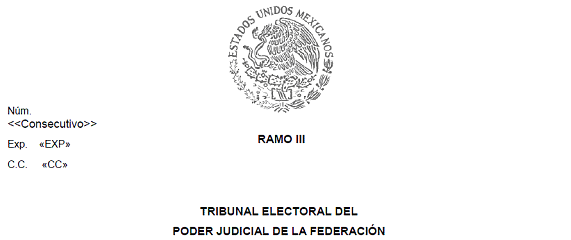 ESTADOS UNIDOS MEXICANOS
Núm.
<<Consecutivo>>
Exp. «EXP»
C.C. «CC»
RAMO III
TRIBUNAL ELECTORAL DEL
PODER JUDICIAL DE LA FEDERACIÓN